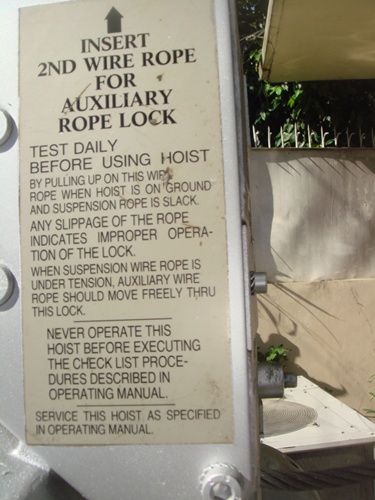 INSERT
2ND WIRE ROPE
FOR
AUXILIARY
ROPE LOCK
TEST DAILY
BEFORE USING HOIST
BY PULLING UP ON THIS WIRE
ROPE WHEN HOIST IS ON GROUND
AND SUSPENSION ROPE IS SLACK.
ANY SLIPPAGE OF THE ROPE
INDICATES IMPROPER OPERA-
TION OF THE LOCK.
WHEN SUSPENSION WIRE ROPE IS
UNDER TENSION, AUXILIARY WIRE
ROPE SHOULD MOVE FREELY THRU
THIS LOCK.
NEVER OPERATE THIS
HOIST BEFORE EXECUTING
THE CHECK LIST PROCE-
DURES DESCRIBED IN
OPERATING MANUAL.
SERVICE THIS HOIST AS SPECIFIED
IN OPERATING MANUAL.